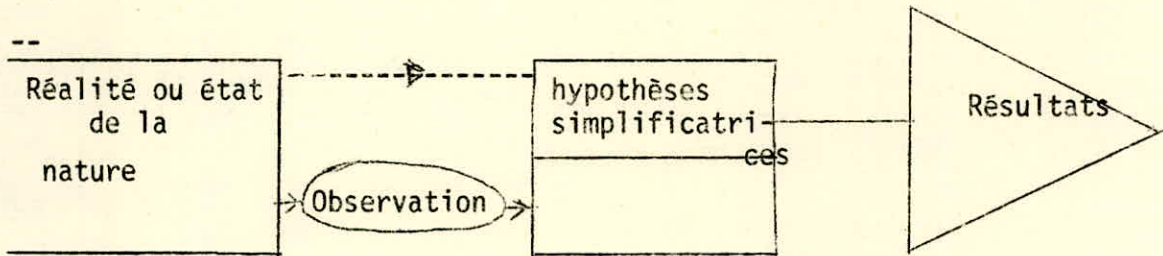 --
Réalité ou état
de la
nature
Observation
hypothèses
simplificatri-
ces
Résultats